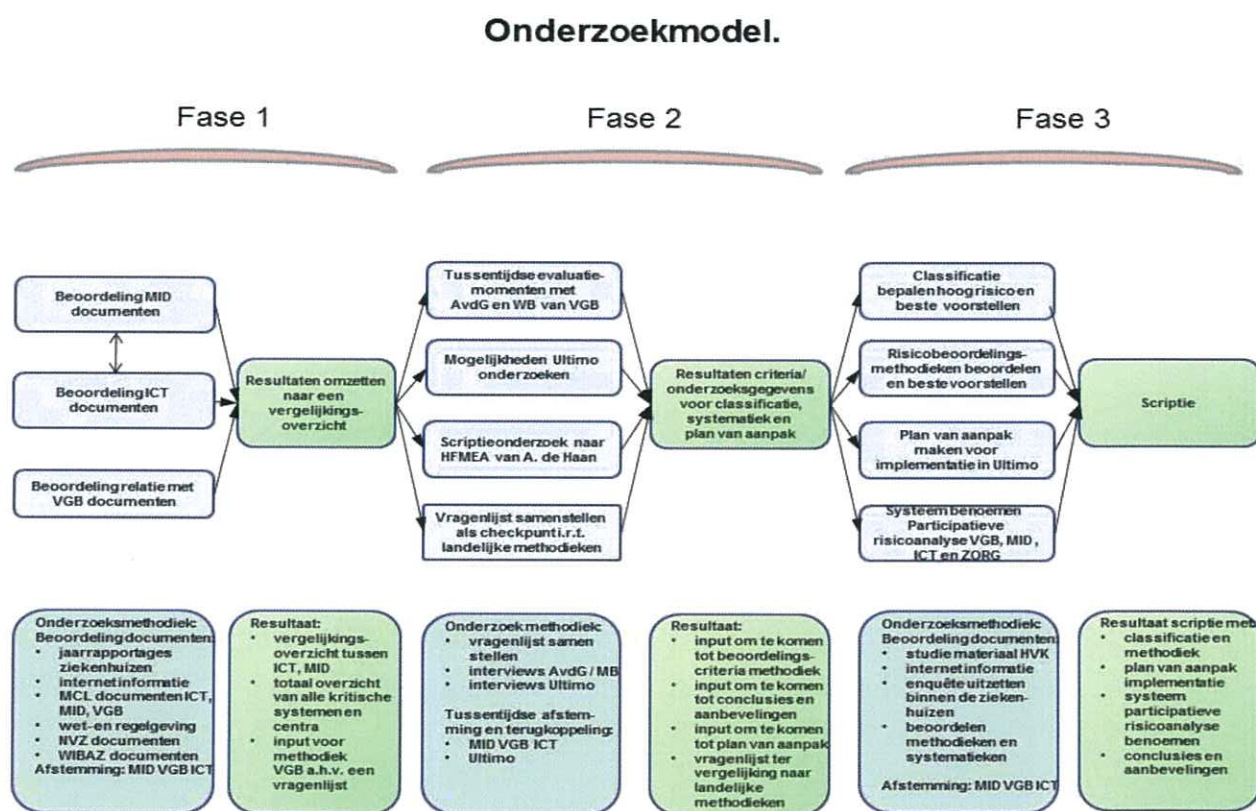 Onderzoekmodel.
Fase 1
Fase 2
Fase 3
Beoordeling MID
documenten
Beoordeling ICT
documenten
Beoordeling relatie met
VGB documenten
Resultaten omzetten
naar een
vergelijkings-
overzicht
Tussentijdse evaluatie-
momenten met
AvdG en WB van VGB
Mogelijkheden Ultimo
onderzoeken
Scriptieonderzoek naar
HFMEA van A. de Haan
Vragenlijst samenstellen
als checkpunt i.r.t.
landelijke methodieken
Resultaten criteria/
onderzoeksgegevens
voor classificatie,
systematiek en
plan van aanpak
Classificatie
bepalen hoog risico en
beste voorstellen
Risicobeoordelings-
methodieken beoordelen
en beste voorstellen
Plan van aanpak
maken voor
implementatie in Ultimo
Systeem benoemen
Participatieve
risicoanalyse VGB, MID,
ICT en ZORG
Scriptie
Onderzoeksmethodiek:
Beoordeling documenten:
• jaarrapportages
ziekenhuizen
• internet informatie
• MCL documenten ICT,
MID, VGB
• wet- en regelgeving
• NVZ documenten
• WIBAZ documenten
Afstemming: MID VGB ICT
Resultaat:
• vergelijkings-
overzicht tussen
ICT, MID
• totaal overzicht
van alle kritische
systemen en
centra
• input voor
methodiek
VGB a.h.v. een
vragenlijst
Onderzoek methodiek:
• vragenlijst samen
stellen
• interviews AvdG / MB
• interviews Ultimo
Tussentijdse afstem-
ming en terugkoppeling:
• MID VGB ICT
• Ultimo
Resultaat:
• input om te komen
tot beoordelings-
criteria methodiek
• input om te komen
tot conclusies en
aanbevelingen
• input om te komen
tot plan van aanpak
• vragenlijst ter
vergelijking naar
landelijke
methodieken
Onderzoeksmethodiek:
Beoordeling documenten:
• studie materiaal HVK
• internet informatie
• enquête uitzetten
binnen de zieken-
huizen
• beoordelen
methodieken en
systematieken
Afstemming: MID VGB ICT
Resultaat scriptie met:
• classificatie en
methodiek
• plan van aanpak
implementatie
• systeem
participatieve
risicoanalyse
benoemen
• conclusies en
aanbevelingen